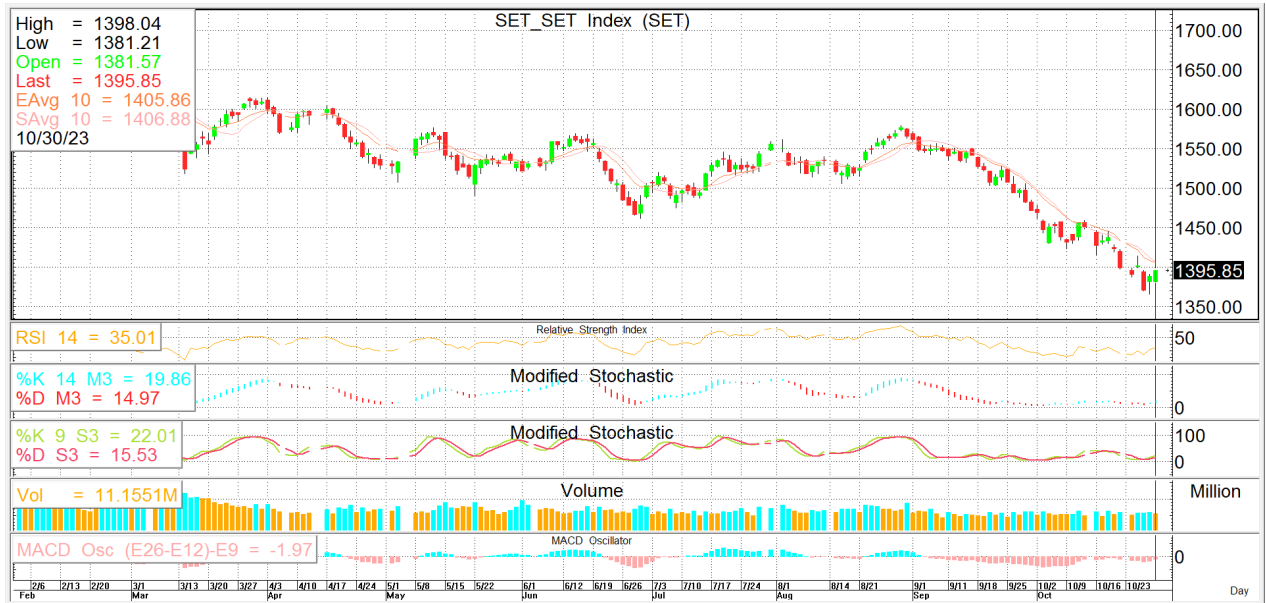 SET_SET Index (SET)
High = 1398.04
Low = 1381.21
Open = 1381.57
Last = 1395.85
EAvg 10 = 1405.86
SAvg 10 = 1406.88
10/30/23
1700.00
1650.00
1600.00
1550.00
1500.00
1450.00
1395.85
1350.00
Relative Strength Index
RSI 14 = 35.01
50
Modified Stochastic
%K 14 M3 = 19.86
%D M3 = 14.97
0
Modified Stochastic
%K 9 S3 = 22.01
%D S3 = 15.53
100
0
Volume
Vol = 11.1551M
Million
MACD Oscillator
MACD Osc (E26-E12)-E9 = -1.97
0
2/6 2/13 2/20 3/1 3/13 3/20 3/27 4/3 4/10 4/17 4/24 5/1 5/8 5/15 5/22 6/1 6/12 6/19 6/26 7/3 7/10 7/17 7/24 8/1 8/14 8/21 9/1 9/11 9/18 9/25 10/2 10/9 10/16 10/23
Feb Mar Apr May Jun Jul Aug Sep Oct
Day